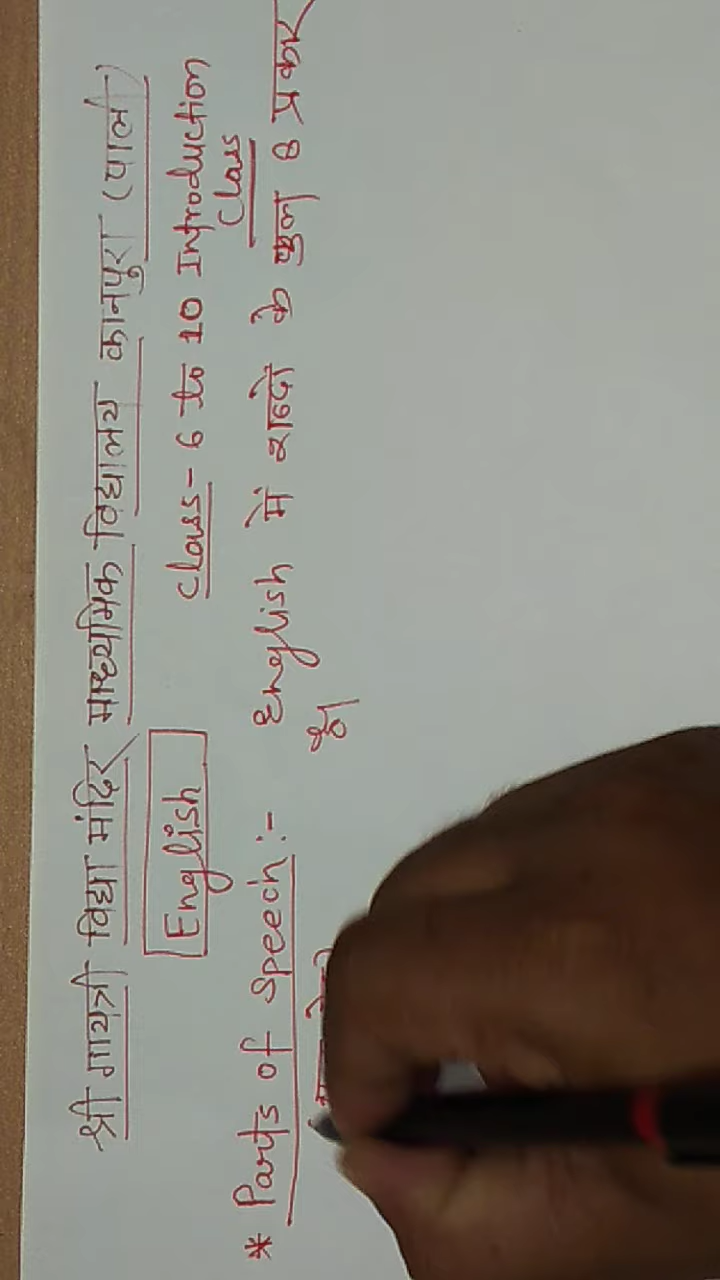 श्री गायत्री विद्या मंदिर माध्यमिक विद्यालय कानपुरा (पाली)
English Class - 6 to 10 Introduction
Class
* Parts of Speech :- English में शब्दो के कुल 8 प्रकार
है।